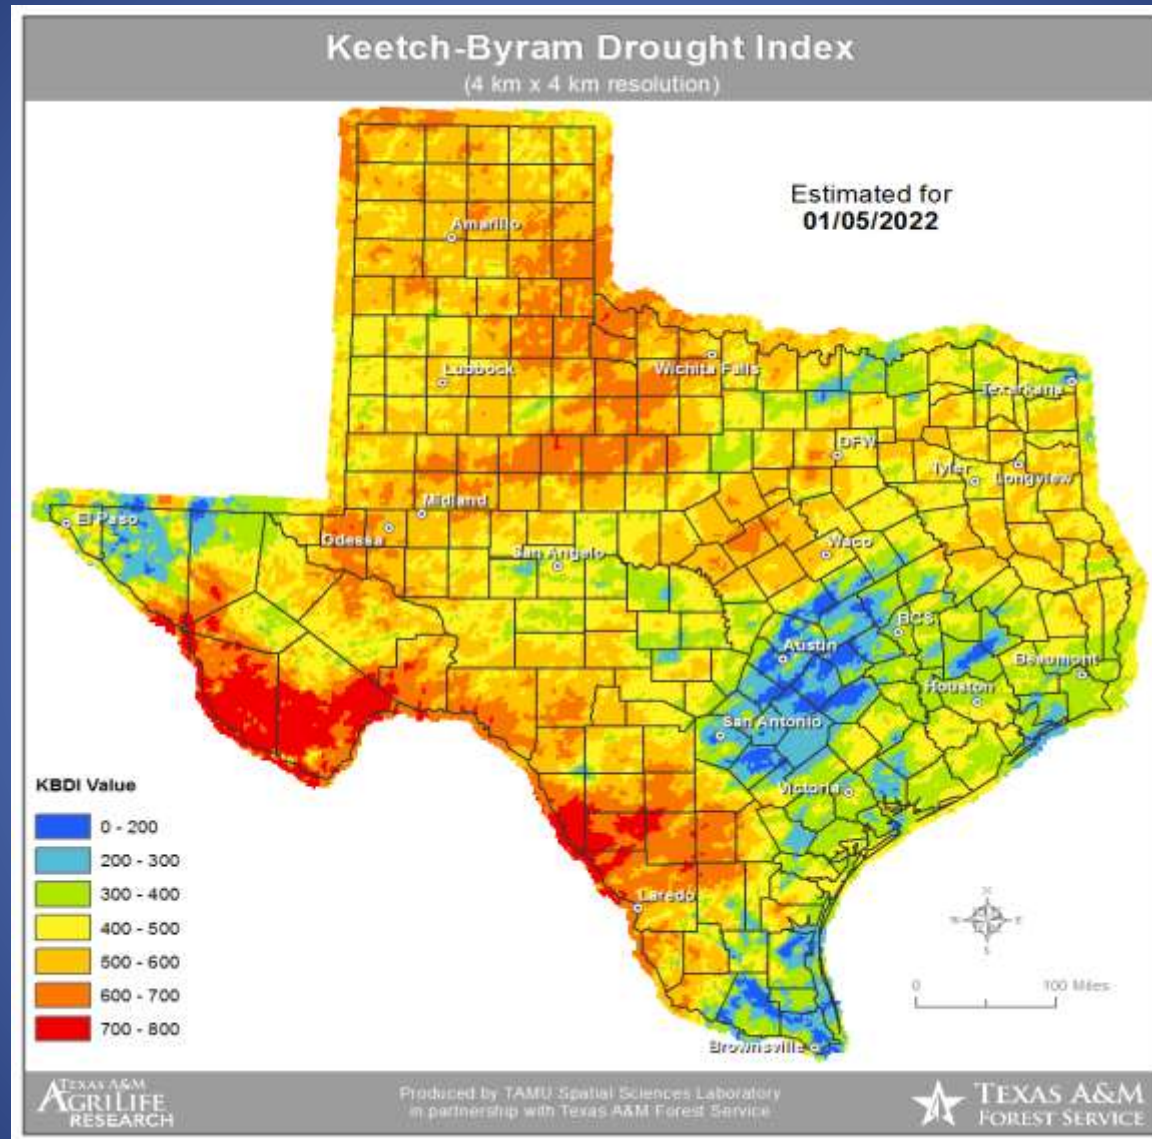 Keetch-Byram Drought Index
(4 km x 4 km resolution)
Estimated for
01/05/2022
Amarillo
Lubbock
Wichita Falls
Texarkana
DFW
Tyler
Longview
Midland
El Paso
Odessa
San Angelo
Waco
BCS
Austin
Beaumont
Houston
San Antonio
Victoria
Laredo
Brownsville
KBDI Value
0 - 200
200 - 300
300 - 400
400 - 500
500 - 600
600 - 700
700 - 800
N
W E
S
0 100 Miles
TEXAS A&M
AGRILIFE
RESEARCH
Produced by TAMU Spatial Sciences Laboratory
in partnership with Texas A&M Forest Service
TEXAS A&M
FOREST SERVICE